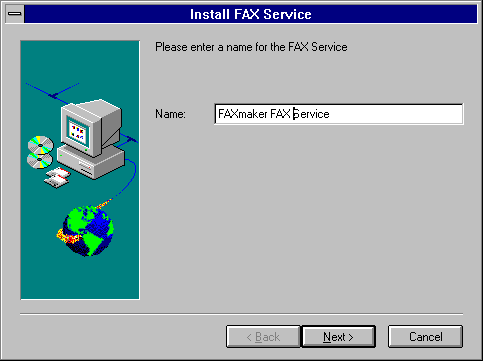 Install FAX Service
Please enter a name for the FAX Service
Name: FAXmaker FAX Service
< Back Next > Cancel